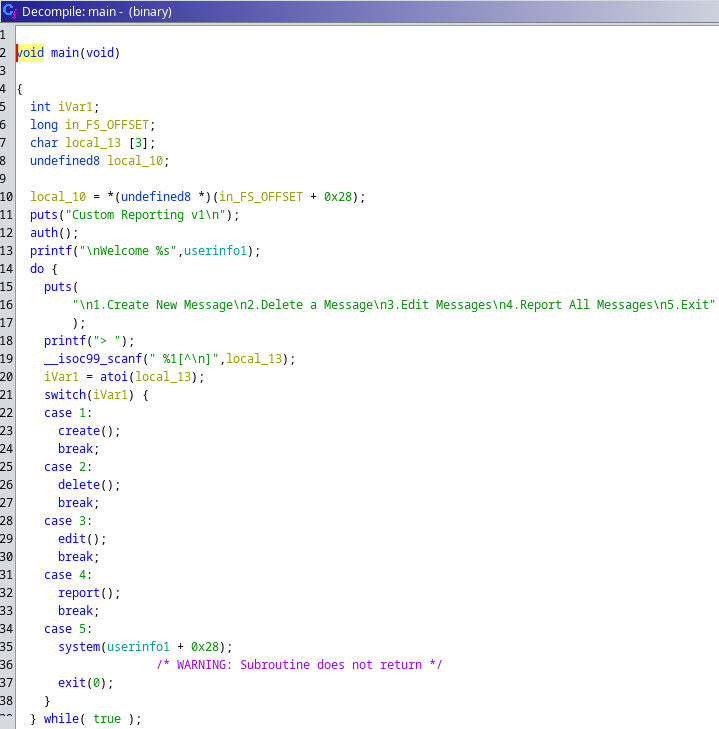 Decompile: main - (binary)
1
2 void main(void)
3
4 {
5 int iVar1;
6 long in_FS_OFFSET;
7 char local_13 [3];
8 undefined8 local_10;
9
10 local_10 = *(undefined8 *)(in_FS_OFFSET + 0x28);
11 puts("Custom Reporting v1\n");
12 auth();
13 printf("\nWelcome %s",userinfo1);
14 do {
15 puts(
16 "\n1.Create New Message\n2.Delete a Message\n3.Edit Messages\n4.Report All Messages\n5.Exit"
17 );
18 printf("> ");
19 __isoc99_scanf(" %1[^\n]",local_13);
20 iVar1 = atoi(local_13);
21 switch(iVar1) {
22 case 1:
23 create();
24 break;
25 case 2:
26 delete();
27 break;
28 case 3:
29 edit();
30 break;
31 case 4:
32 report();
33 break;
34 case 5:
35 system(userinfo1 + 0x28);
36 /* WARNING: Subroutine does not return */
37 exit(0);
38 }
} while( true );